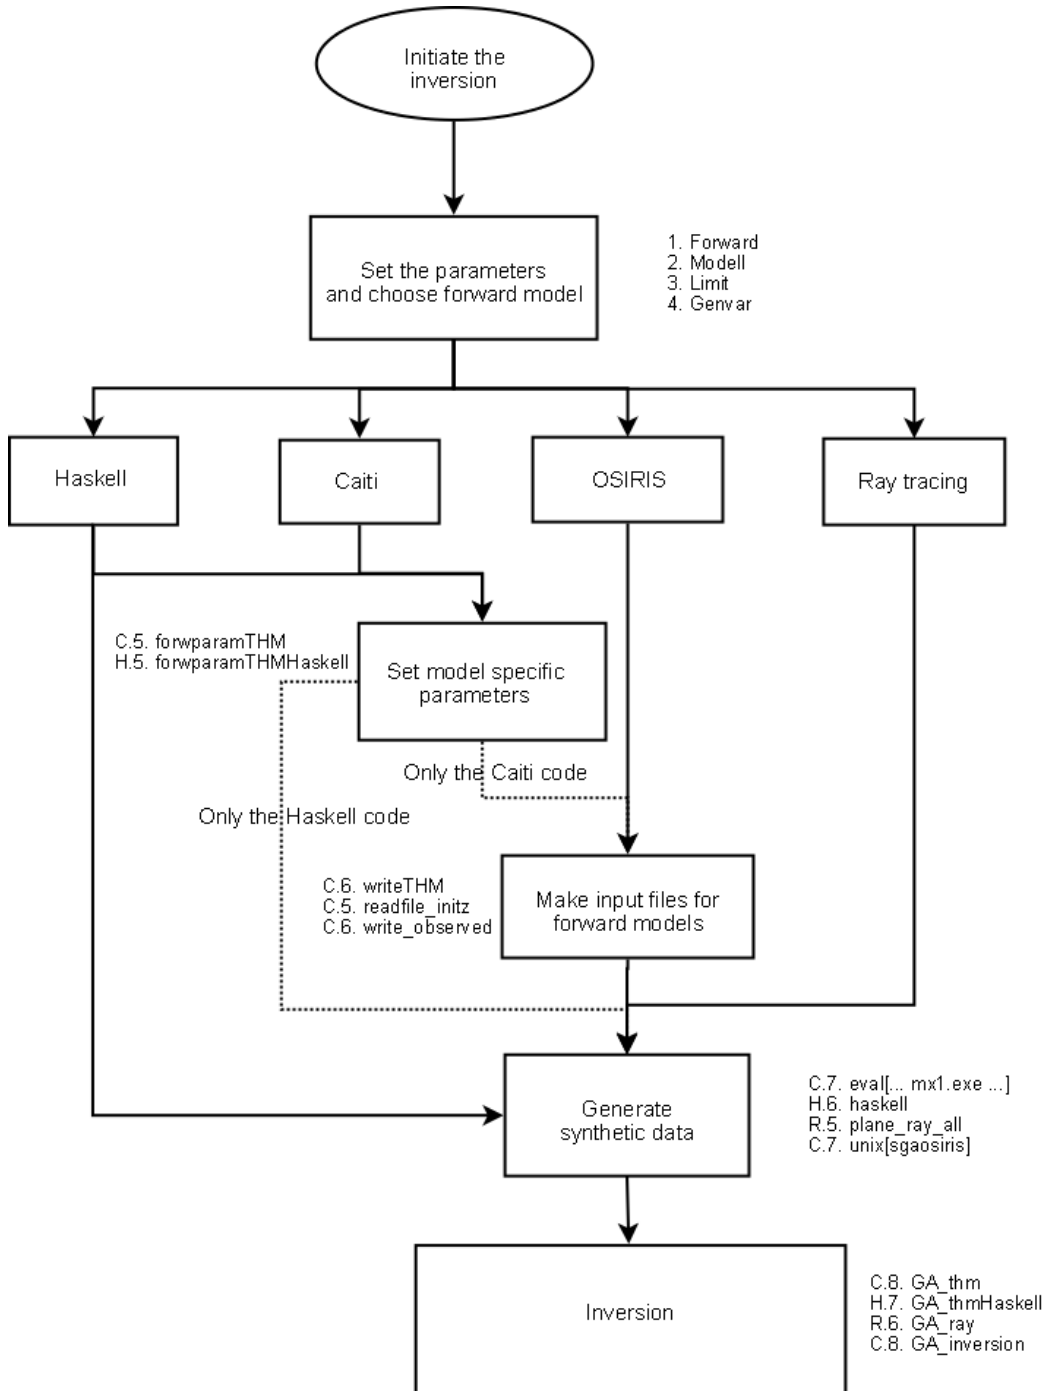 Initiate the
inversion
Set the parameters
and choose forward model
1. Forward
2. Modell
3. Limit
4. Genvar
Haskell
Caiti
OSIRIS
Ray tracing
C.5. forwparamTHM
H.5. forwparamTHMHaskell
Set model specific
parameters
Only the Caiti code
Only the Haskell code
C.6. writeTHM
C.5. readfile_initz
C.6. write_observed
Make input files for
forward models
Generate
synthetic data
C.7. eval[... mx1.exe ...]
H.6. haskell
R.5. plane_ray_all
C.7. unix[sgaosiris]
Inversion
C.8. GA_thm
H.7. GA_thmHaskell
R.6. GA_ray
C.8. GA_inversion